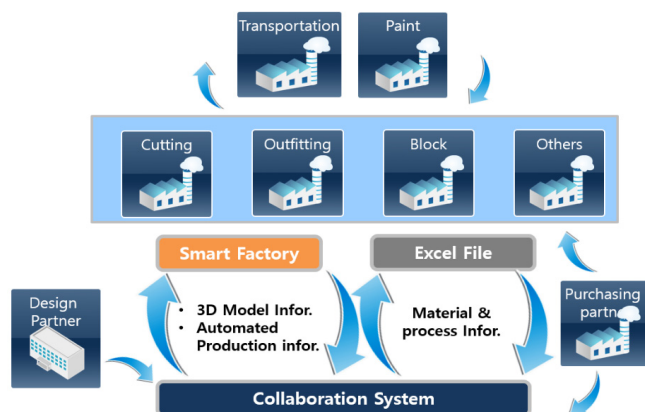 Transportation
Paint
Cutting
Outfitting
Block
Others
Smart Factory
Excel File
Design
Partner
• 3D Model Infor.
• Automated
Production infor.
Material &
process Infor.
Purchasing
partner
Collaboration System